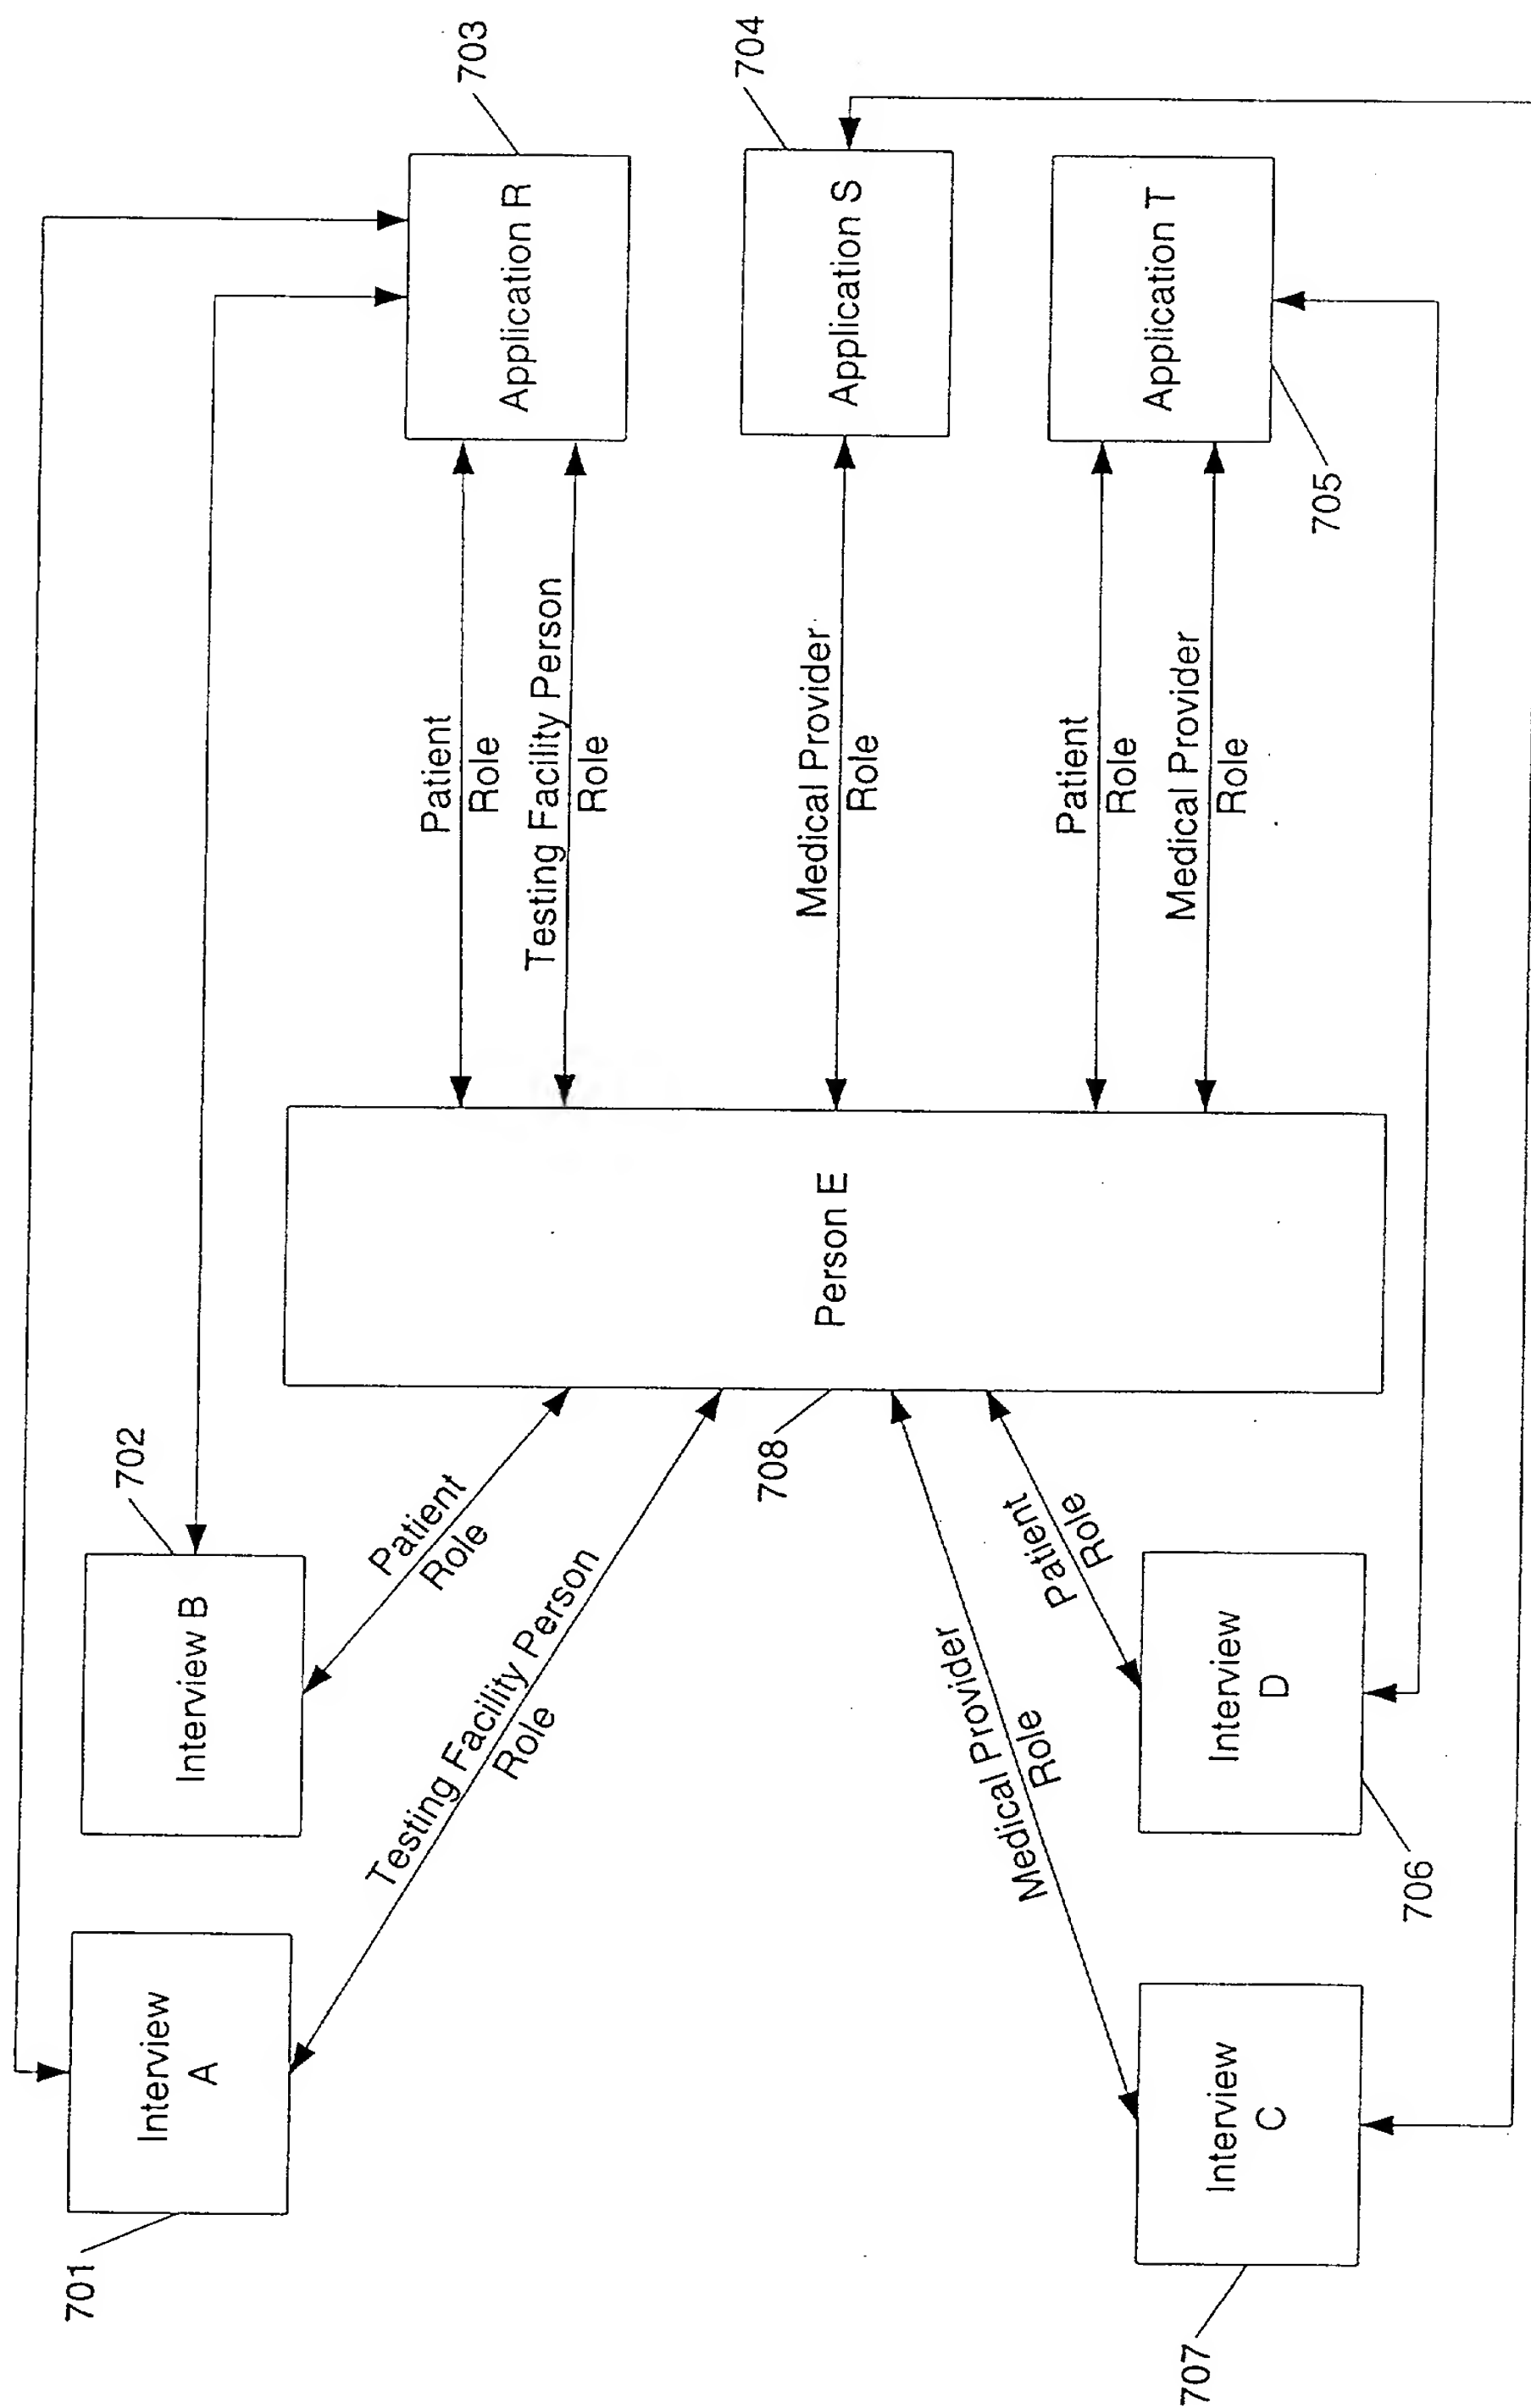 701
Interview
A
702
Interview B
Patient
Role
Testing Facility Person
Role
708
Person E
Medical Provider
Role
Patient
Role
Interview
D
706
Interview
C
707
Patient
Role
Testing Facility Person
Role
Medical Provider
Role
Patient
Role
Medical Provider
Role
703
Application R
704
Application S
Application T
705